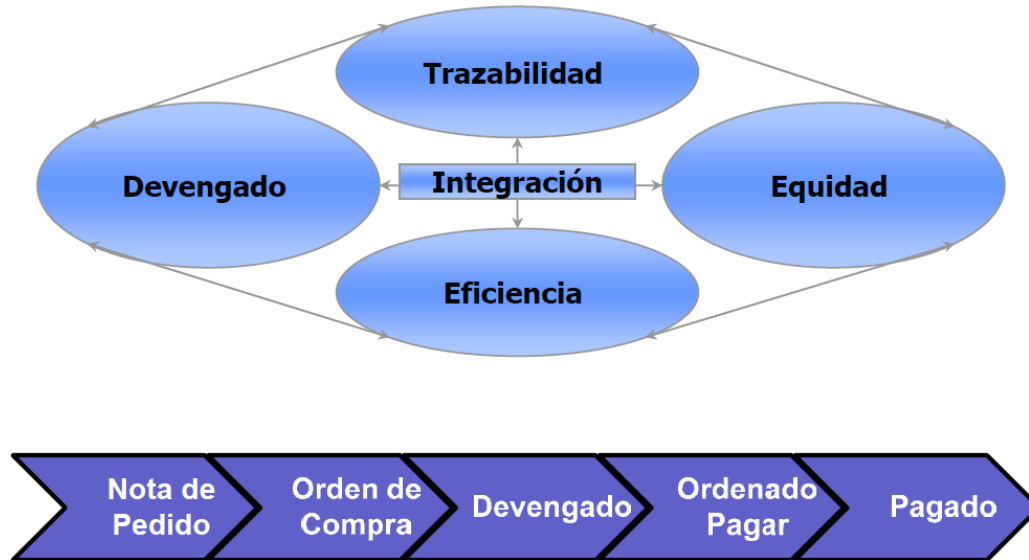 Trazabilidad
Devengado
Integración
Equidad
Eficiencia
Nota de
Pedido
Orden de
Compra
Devengado
Ordenado
Pagar
Pagado